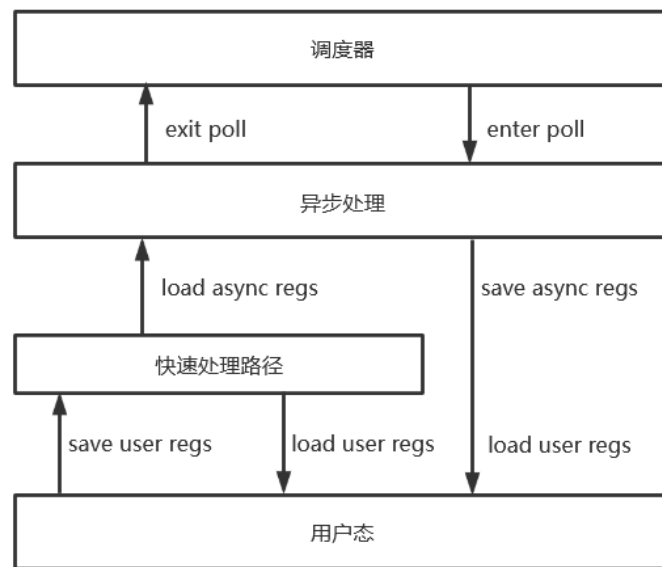 调度器
exit poll
enter poll
异步处理
load async regs
save async regs
快速处理路径
save user regs
load user regs
load user regs
用户态